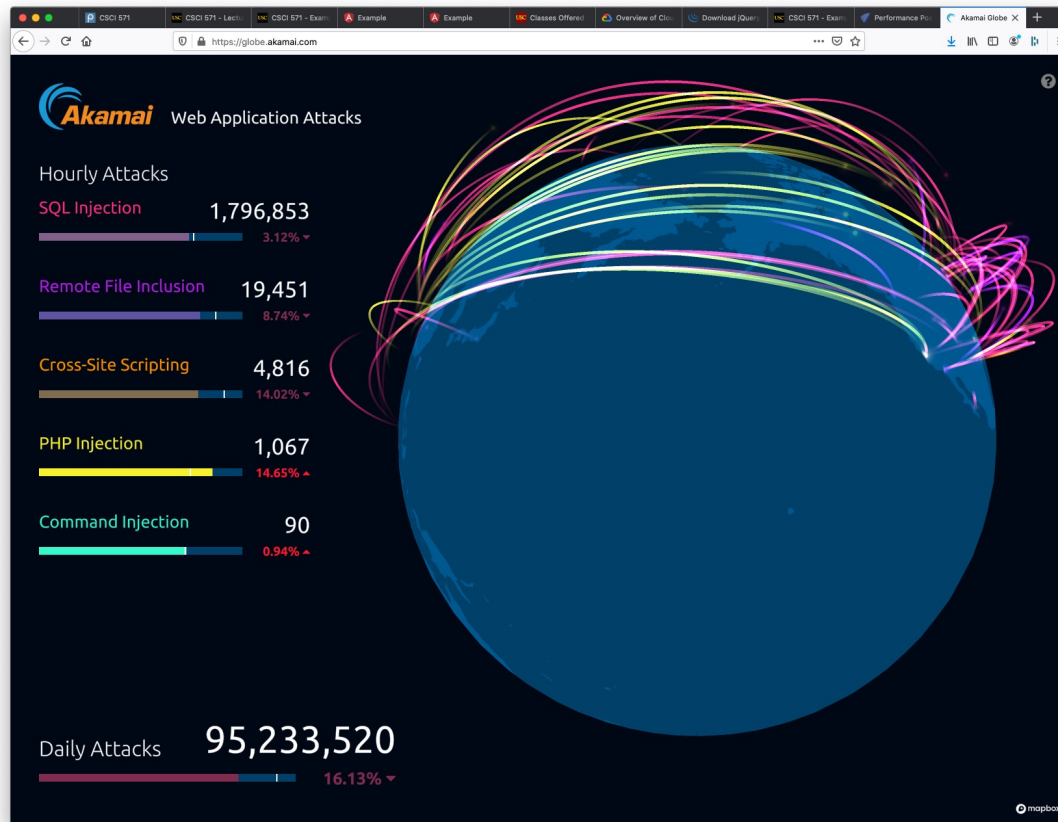 CSCI 571
CSCI 571 - Lectu
CSCI 571 - Exam
Example
Example
Classes Offered
Overview of Clou
Download jQuery
CSCI 571 - Exam
Performance Poc
Akamai Globe
https://globe.akamai.com
Akamai
Web Application Attacks
Hourly Attacks
SQL Injection 1,796,853
3.12%
Remote File Inclusion 19,451
8.74%
Cross-Site Scripting 4,816
14.02%
PHP Injection 1,067
14.65%
Command Injection 90
0.94%
Daily Attacks 95,233,520
16.13%
mapbox